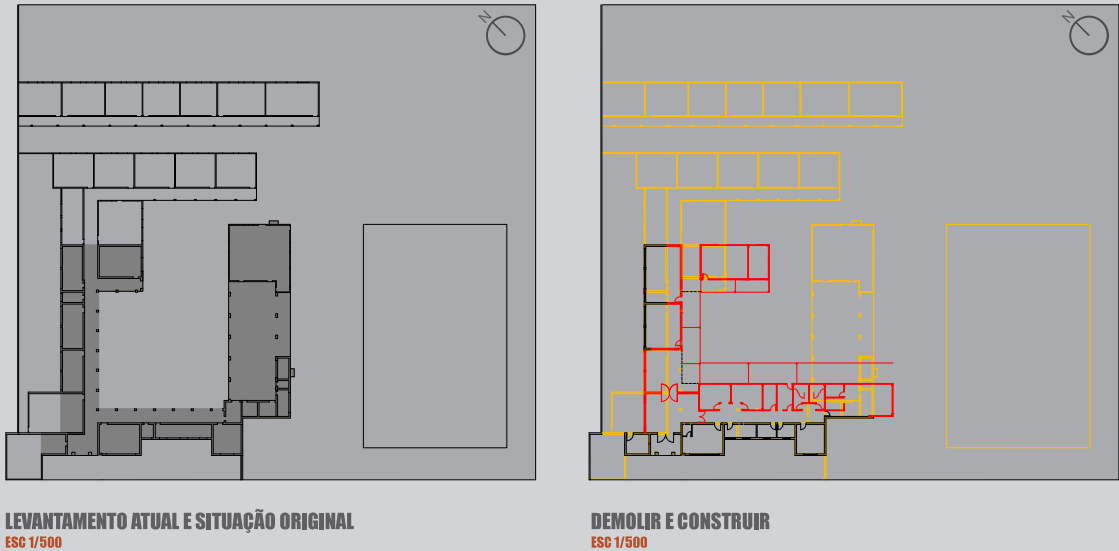 N
N
LEVANTAMENTO ATUAL E SITUAÇÃO ORIGINAL
ESC 1/500
DEMOLIR E CONSTRUIR
ESC 1/500